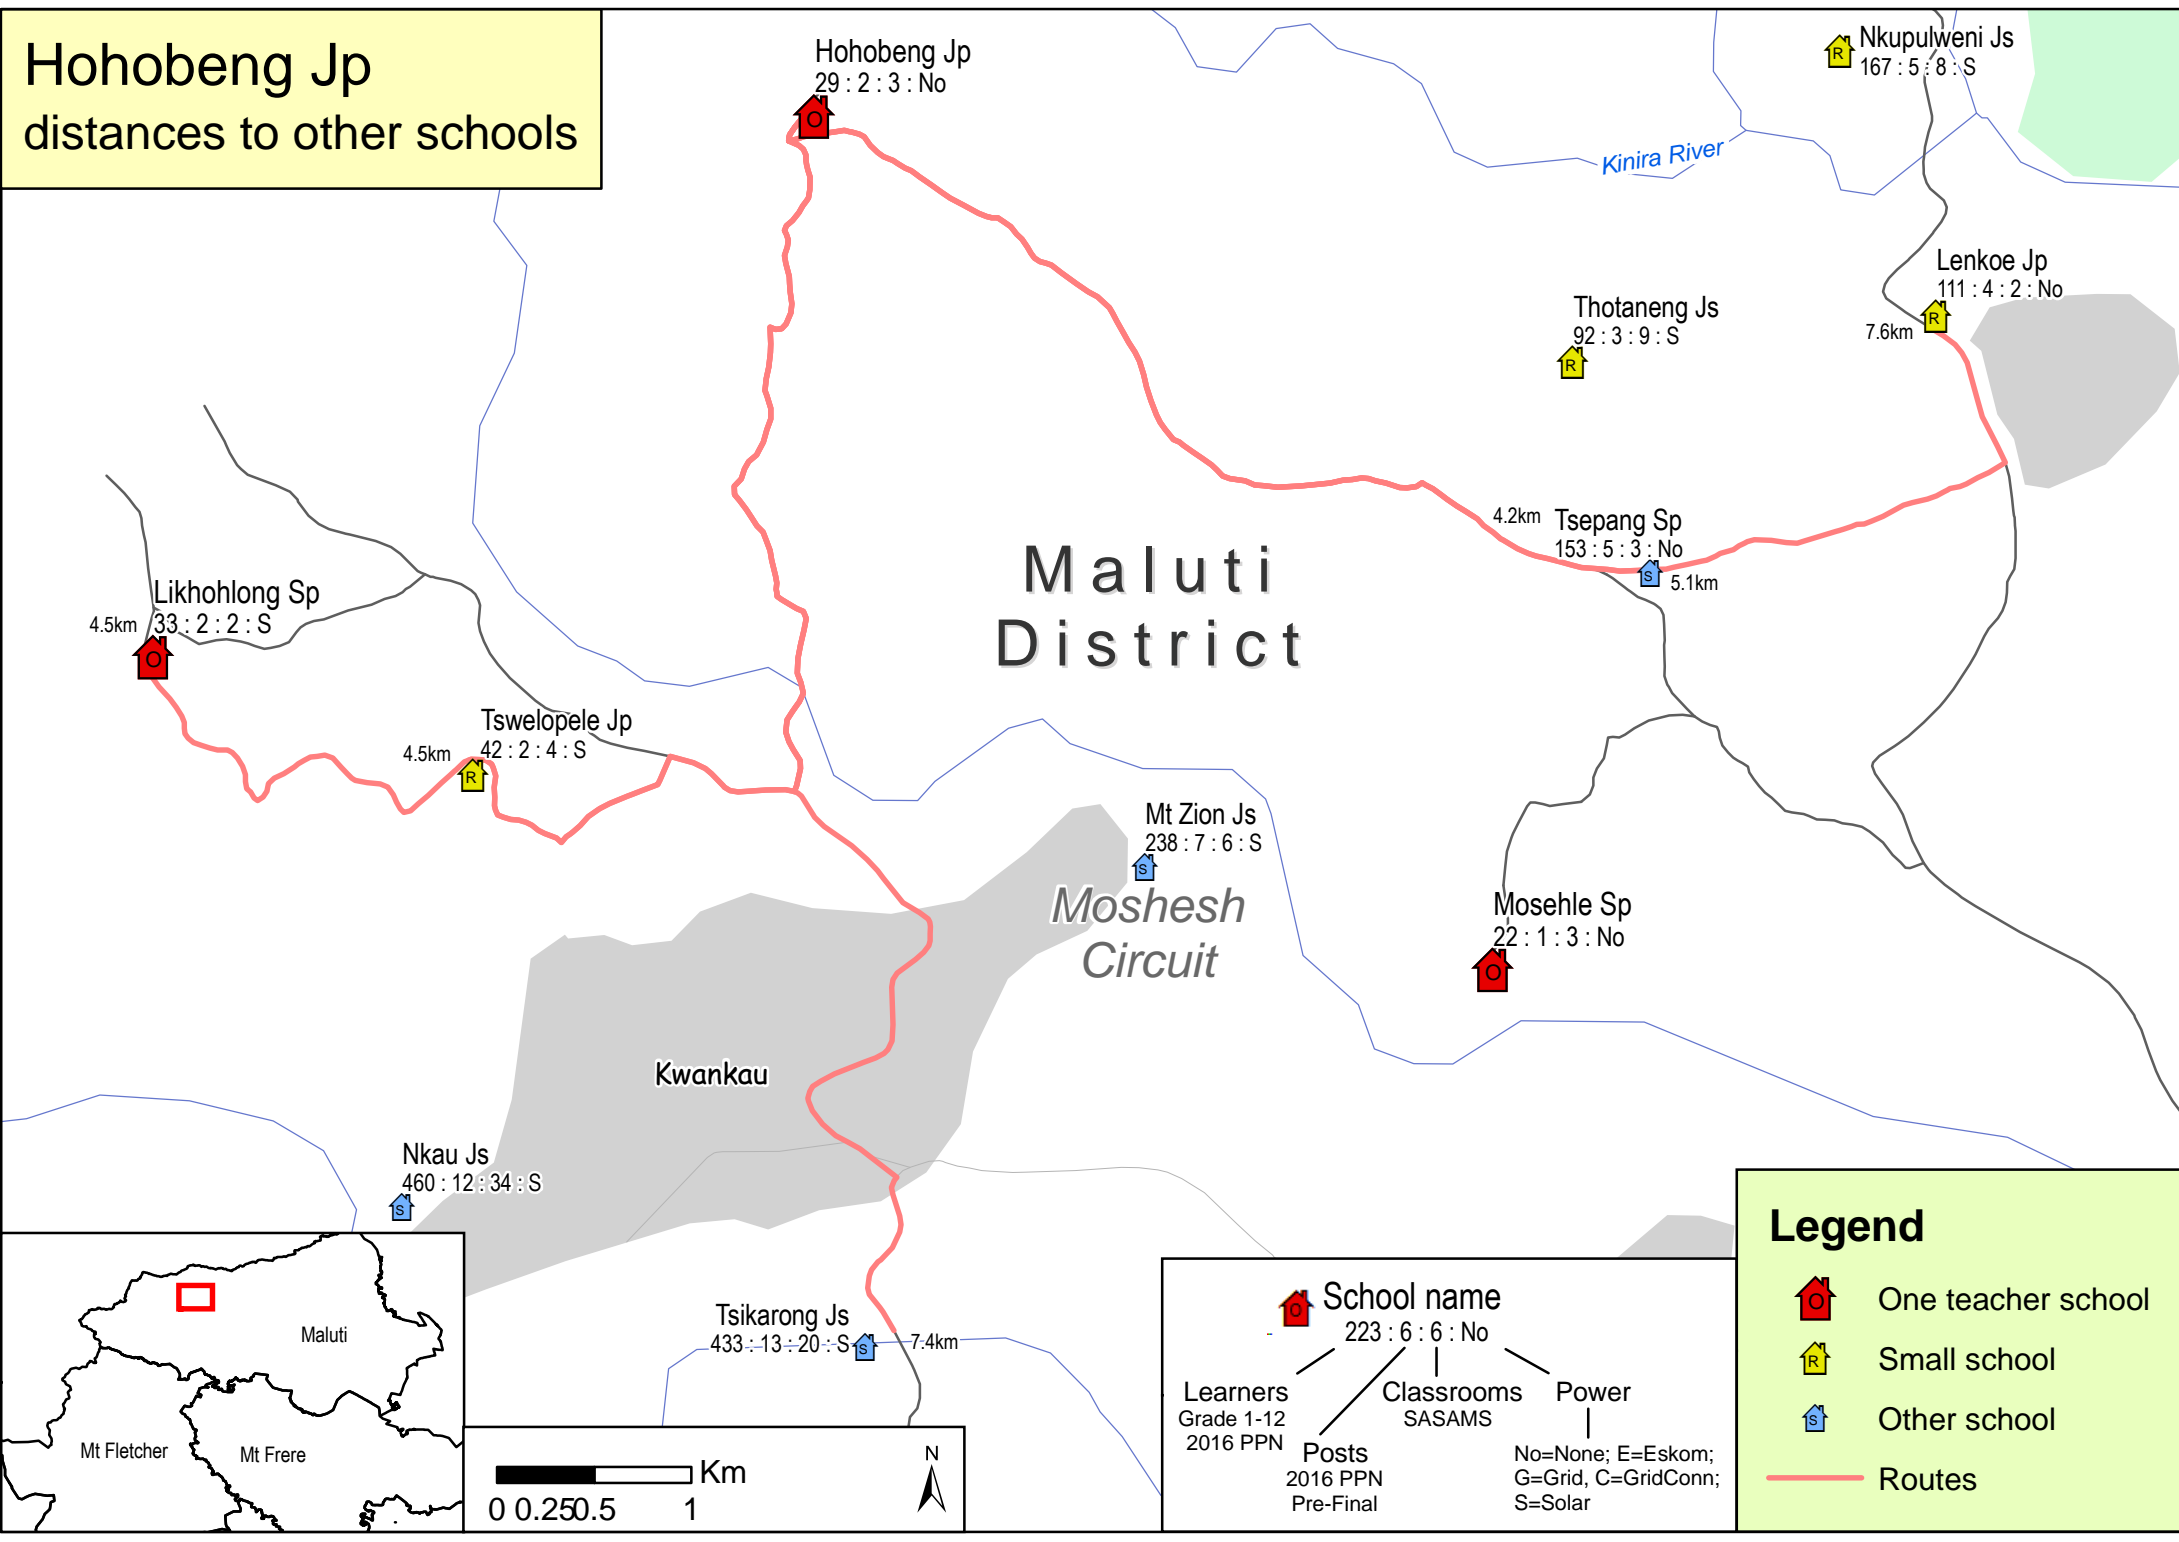 Hohobeng Jp
distances to other schools
Hohobeng Jp
29 : 2 : 3 : No
O
Nkupulweni Js
R
167 : 5 : 8 : S
Kinira River
Lenkoe Jp
111 : 4 : 2 : No
R
7.6km
Thotaneng Js
92 : 3 : 9 : S
R
4.2km
Tsepang Sp
153 : 5 : 3 : No
S
5.1km
Maluti
District
Likhohlong Sp
4.5km
33 : 2 : 2 : S
O
Tswelopele Jp
4.5km
42 : 2 : 4 : S
R
Mt Zion Js
238 : 7 : 6 : S
S
Moshesh
Circuit
Mosehle Sp
22 : 1 : 3 : No
O
Kwankau
Nkau Js
460 : 12 : 34 : S
S
Tsikarong Js
433 : 13 : 20 : S
S
7.4km
Maluti
Mt Fletcher
Mt Frere
Km
0 0.25 0.5 1
N
O
School name
223 : 6 : 6 : No
Learners
Grade 1-12
2016 PPN
Posts
2016 PPN
Pre-Final
Classrooms
SASAMS
Power
No=None; E=Eskom;
G=Grid, C=GridConn;
S=Solar
Legend
O
One teacher school
R
Small school
S
Other school
Routes